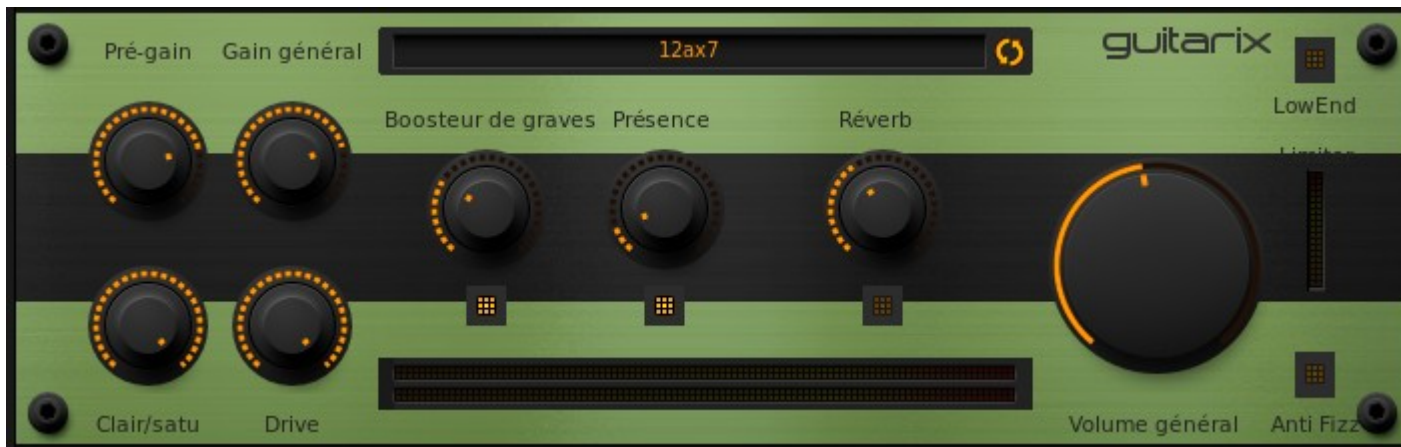 Pré-gain
Gain général
12ax7
guitarix
LowEnd
Boosteur de graves
Présence
Réverb
Limiter
Clair/satu
Drive
Volume général
Anti Fizz